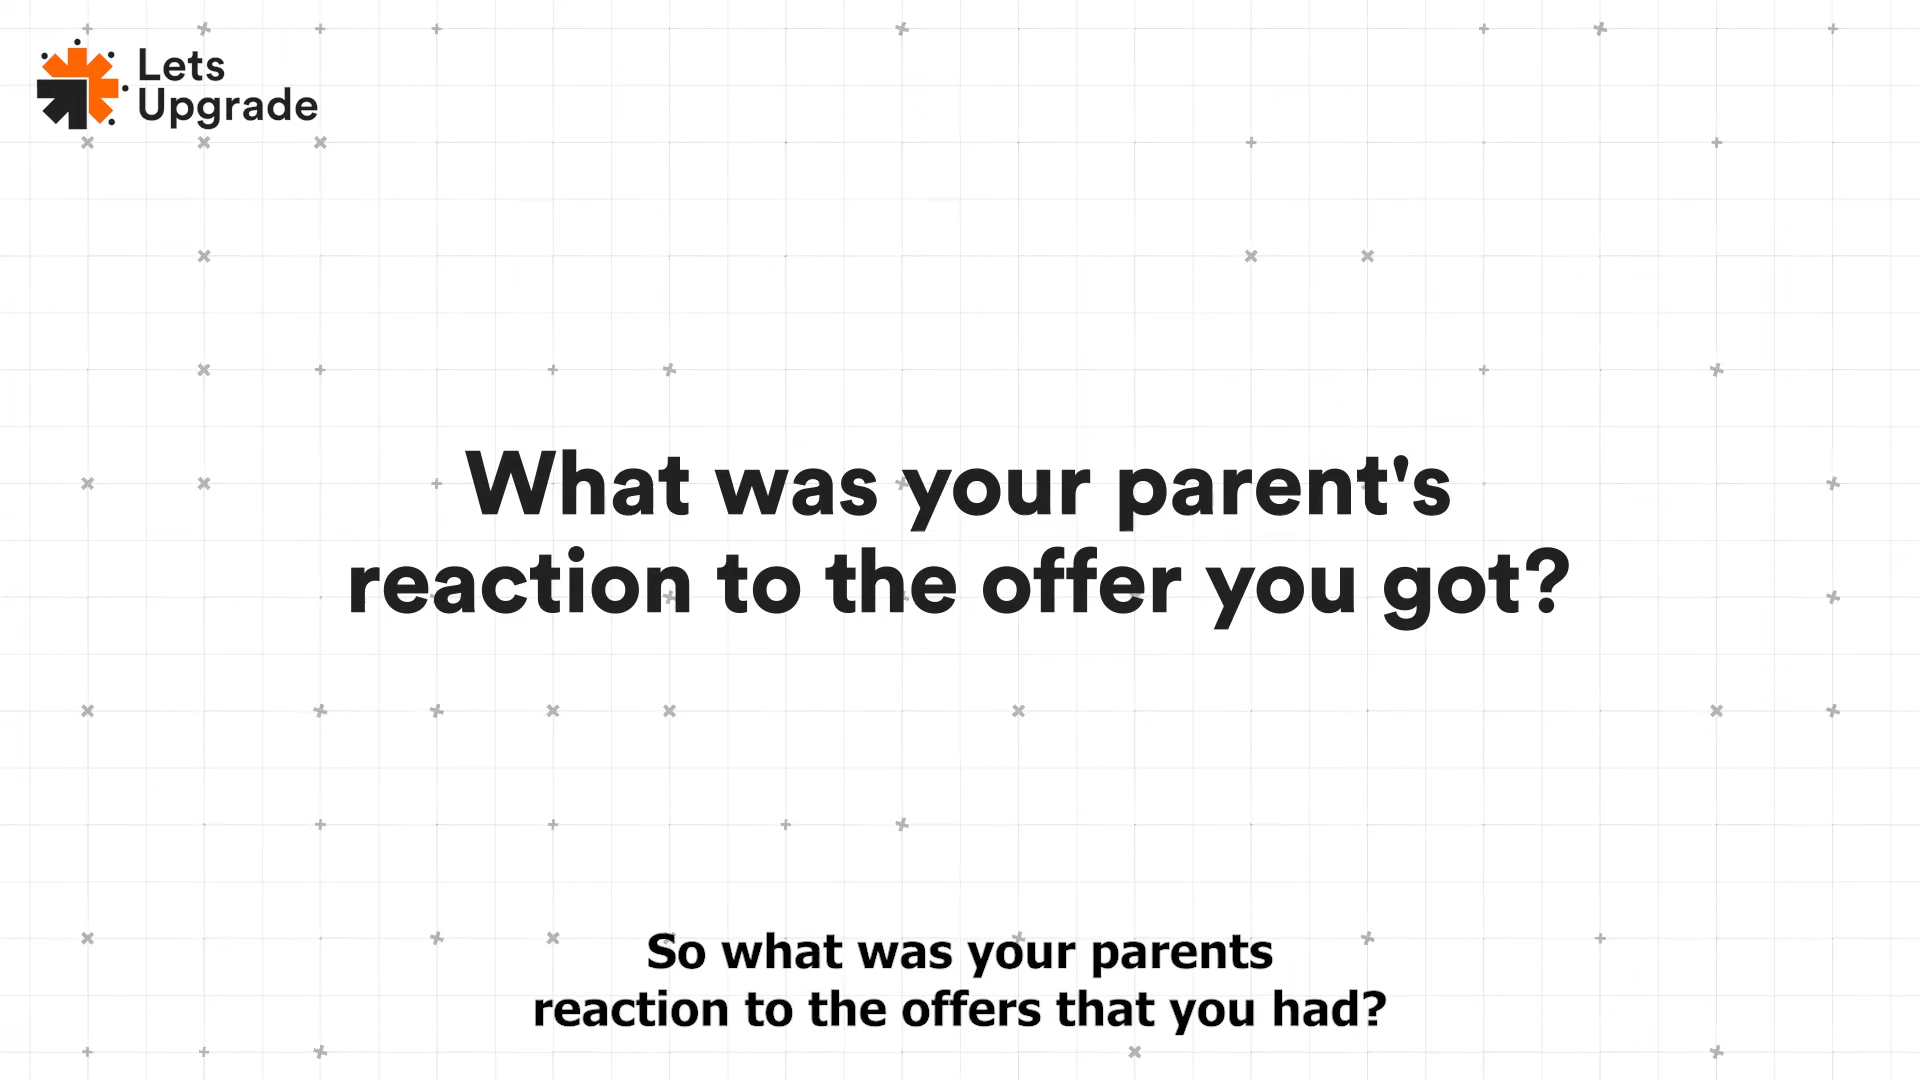 Lets
Upgrade
What was your parent's
reaction to the offer you got?
So what was your parents
reaction to the offers that you had?